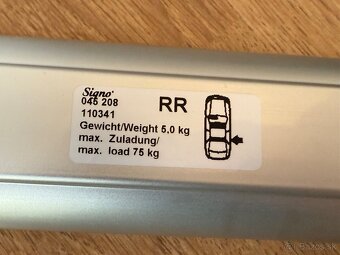 Signo
045 208
RR
110341
Gewicht/Weight 5,0 kg
max. Zuladung/
max. load 75 kg